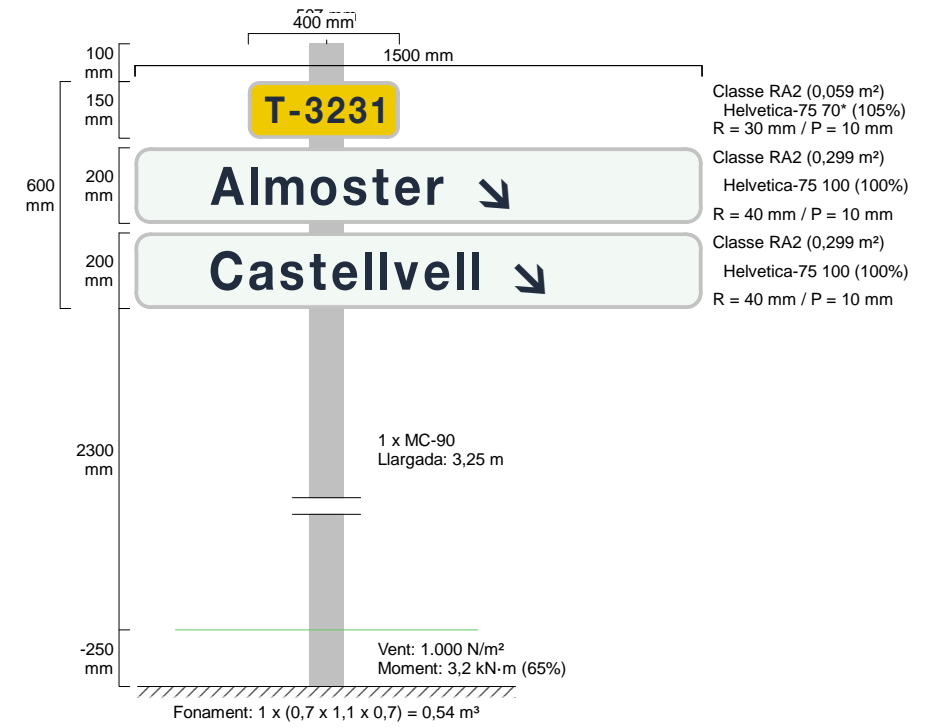 400 mm
1500 mm
100
mm
150
mm
T-3231
Classe RA2 (0,059 m²)
Helvetica-75 70* (105%)
R = 30 mm / P = 10 mm
600
mm
200
mm
Almoster
Classe RA2 (0,299 m²)
Helvetica-75 100 (100%)
R = 40 mm / P = 10 mm
200
mm
Castellvell
Classe RA2 (0,299 m²)
Helvetica-75 100 (100%)
R = 40 mm / P = 10 mm
2300
mm
1 x MC-90
Llargada: 3,25 m
-250
mm
Vent: 1.000 N/m²
Moment: 3,2 kN·m (65%)
Fonament: 1 x (0,7 x 1,1 x 0,7) = 0,54 m³